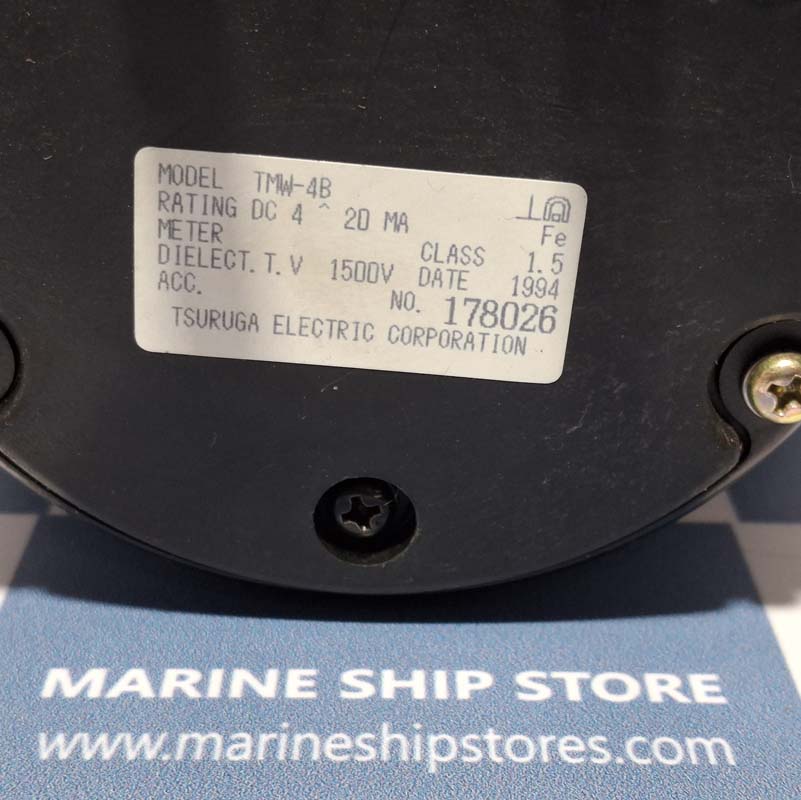 MODEL TMW-4B
RATING DC 4 ^ 20 MA
METER Fe
CLASS 1.5
DIELECT.T.V 1500V DATE 1994
ACC. NO. 178026
TSURUGA ELECTRIC CORPORATION
MARINE SHIP STORE
www.marineshipstores.com